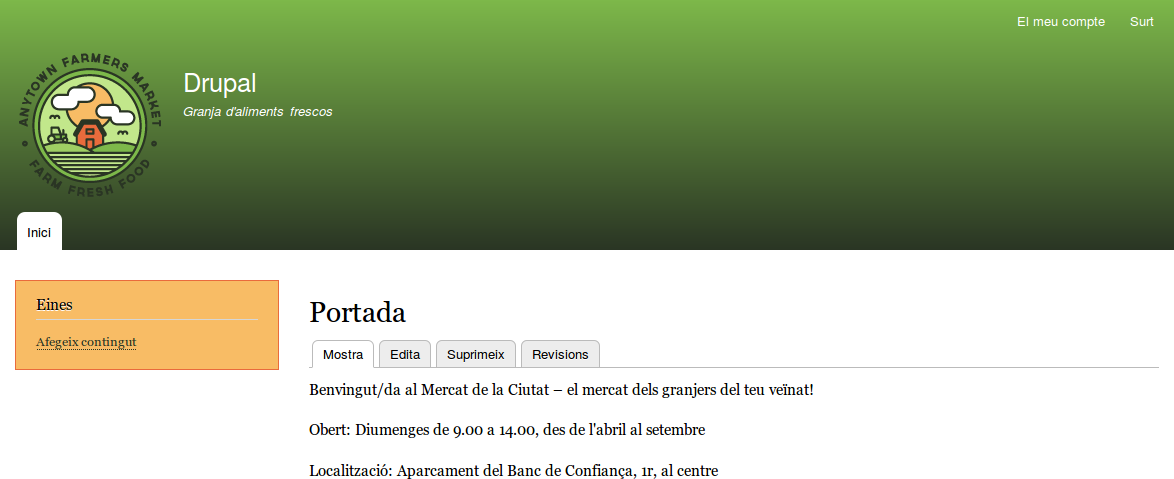 El meu compte Surt
ANYTOWN FARMERS MARKET
FARM FRESH FOOD
Drupal
Granja d'aliments frescos
Inici
Eines
Afegeix contingut
Portada
Mostra Edita Suprimeix Revisions
Benvingut/da al Mercat de la Ciutat – el mercat dels granjers del teu veïnat!
Obert: Diumenges de 9.00 a 14.00, des de l'abril al setembre
Localització: Aparcament del Banc de Confiança, 1r, al centre